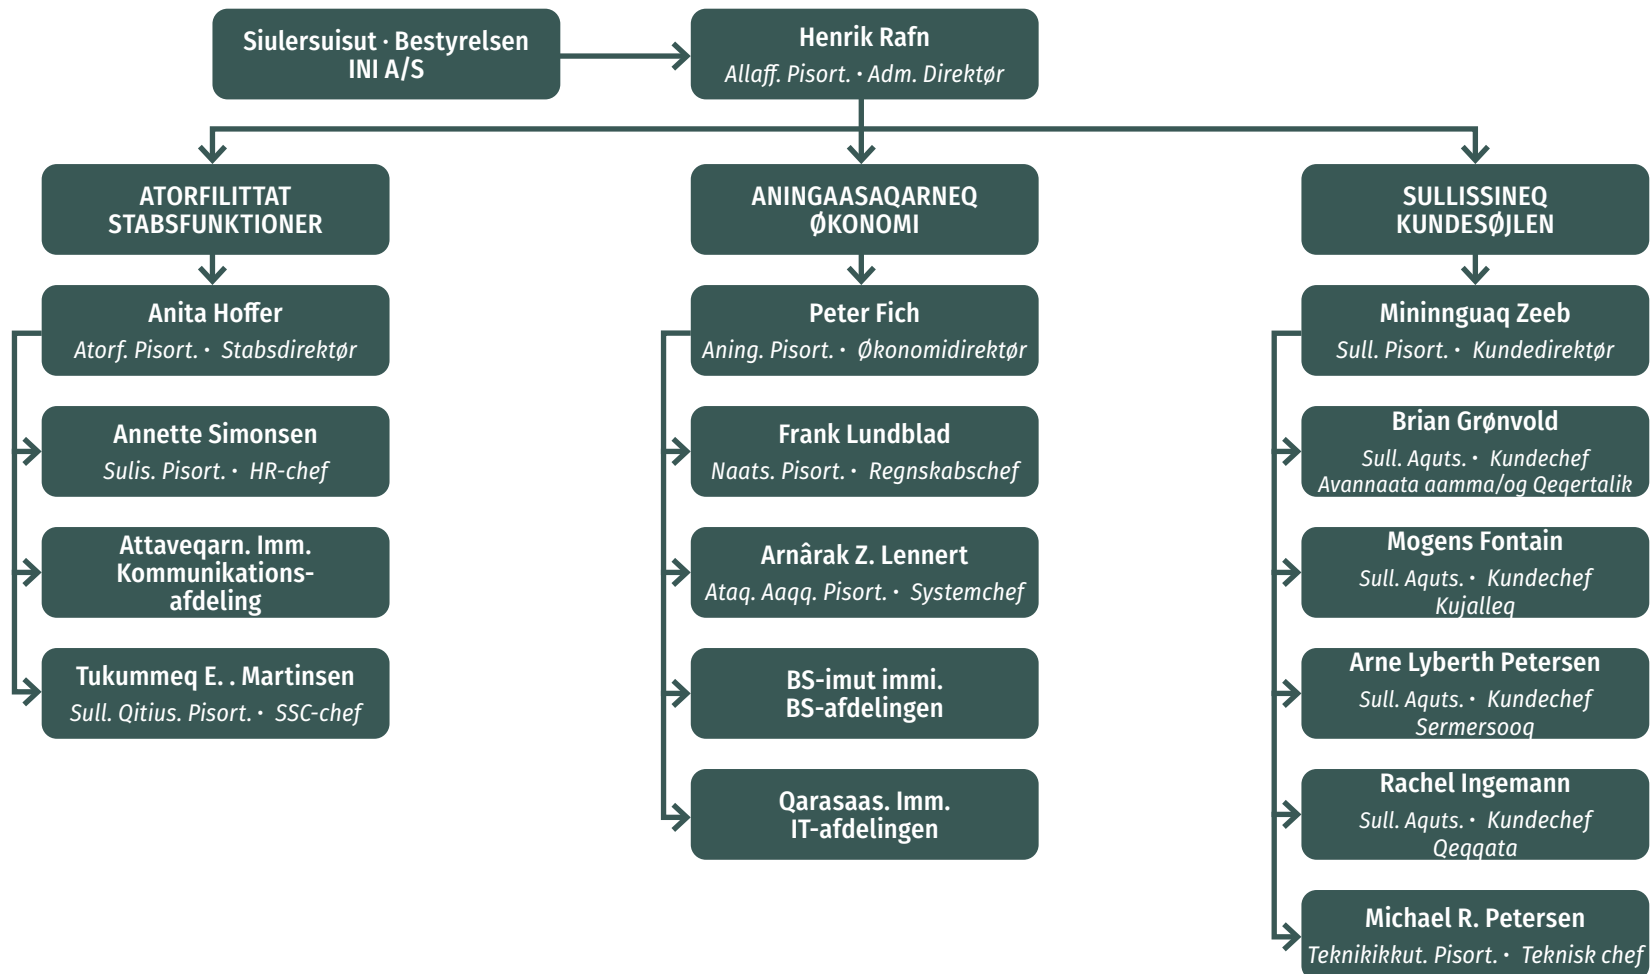 Siulersuisut · Bestyrelsen
INI A/S
Henrik Rafn
Allaff. Pisort. • Adm. Direktør
ATORFILITTAT
STABSFUNKTIONER
Anita Hoffer
Atorf. Pisort. • Stabsdirektør
Annette Simonsen
Sulis. Pisort. • HR-chef
Attaveqarn. Imm.
Kommunikations-
afdeling
Tukummeq E. . Martinsen
Sull. Qitius. Pisort. • SSC-chef
ANINGAASAQARNEQ
ØKONOMI
Peter Fich
Aning. Pisort. • Økonomidirektør
Frank Lundblad
Naats. Pisort. • Regnskabschef
Arnârak Z. Lennert
Ataq. Aaqq. Pisort. • Systemchef
BS-imut immi.
BS-afdelingen
Qarasaas. Imm.
IT-afdelingen
SULLISSINEQ
KUNDESØJLEN
Mininnguaq Zeeb
Sull. Pisort. • Kundedirektør
Brian Grønvold
Sull. Aquts. • Kundechef
Avannaata aamma/og Qeqertalik
Mogens Fontain
Sull. Aquts. • Kundechef
Kujalleq
Arne Lyberth Petersen
Sull. Aquts. • Kundechef
Sermersooq
Rachel Ingemann
Sull. Aquts. • Kundechef
Qeqqata
Michael R. Petersen
Teknikikkut. Pisort. • Teknisk chef